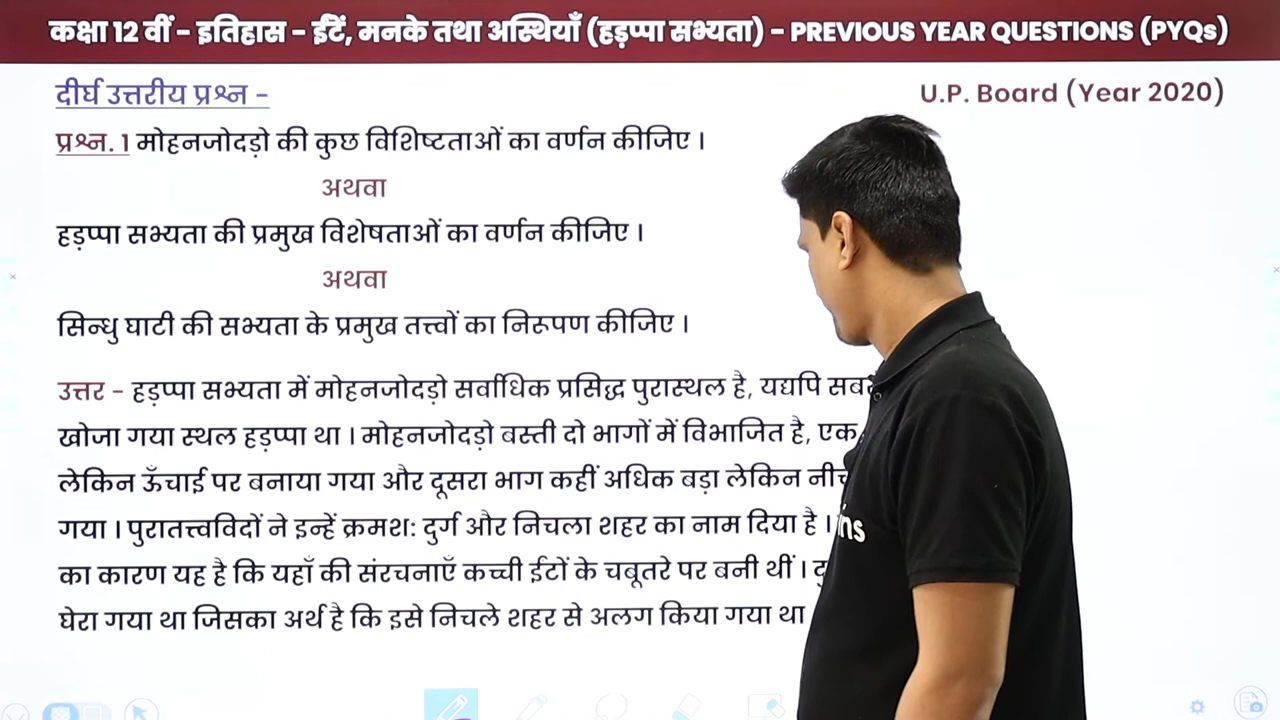 कक्षा 12 वीं - इतिहास - ईंटें, मनके तथा अस्थियाँ (हड़प्पा सभ्यता) - PREVIOUS YEAR QUESTIONS (PYQs)
दीर्घ उत्तरीय प्रश्न - U.P. Board (Year 2020)
प्रश्न. 1 मोहनजोदड़ो की कुछ विशिष्टताओं का वर्णन कीजिए ।
अथवा
हड़प्पा सभ्यता की प्रमुख विशेषताओं का वर्णन कीजिए ।
अथवा
सिन्धु घाटी की सभ्यता के प्रमुख तत्त्वों का निरूपण कीजिए ।
उत्तर - हड़प्पा सभ्यता में मोहनजोदड़ो सर्वाधिक प्रसिद्ध पुरास्थल है, यद्यपि
खोजा गया स्थल हड़प्पा था । मोहनजोदड़ो बस्ती दो भागों में विभाजित है, एक
लेकिन ऊँचाई पर बनाया गया और दूसरा भाग कहीं अधिक बड़ा लेकिन
गया । पुरातत्त्वविदों ने इन्हें क्रमश: दुर्ग और निचला शहर का नाम दिया है ।
का कारण यह है कि यहाँ की संरचनाएँ कच्ची ईंटों के चबूतरे पर बनी थीं ।
घेरा गया था जिसका अर्थ है कि इसे निचले शहर से अलग किया गया था